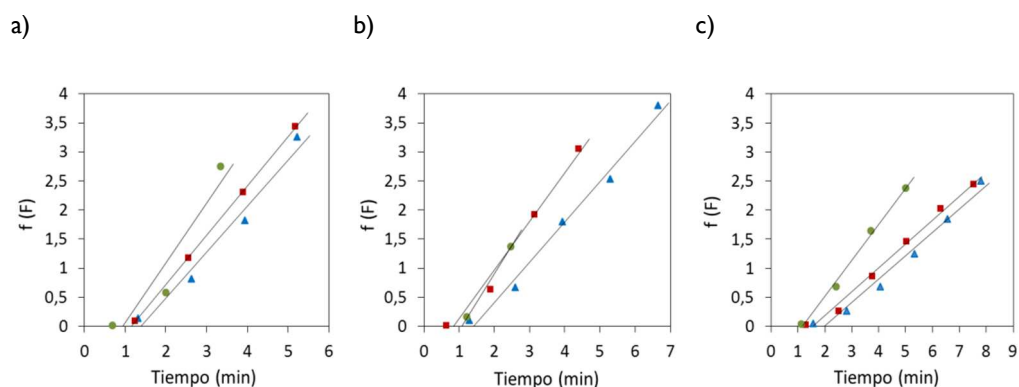 a) b) c)
4 4 4
3,5 3,5 3,5
3 3 3
2,5 2,5 2,5
2 2 2
1,5 1,5 1,5
1 1 1
0,5 0,5 0,5
0 0 0
f (F) f (F) f (F)
0 1 2 3 4 5 6 0 1 2 3 4 5 6 7 0 1 2 3 4 5 6 7 8 9
Tiempo (min) Tiempo (min) Tiempo (min)